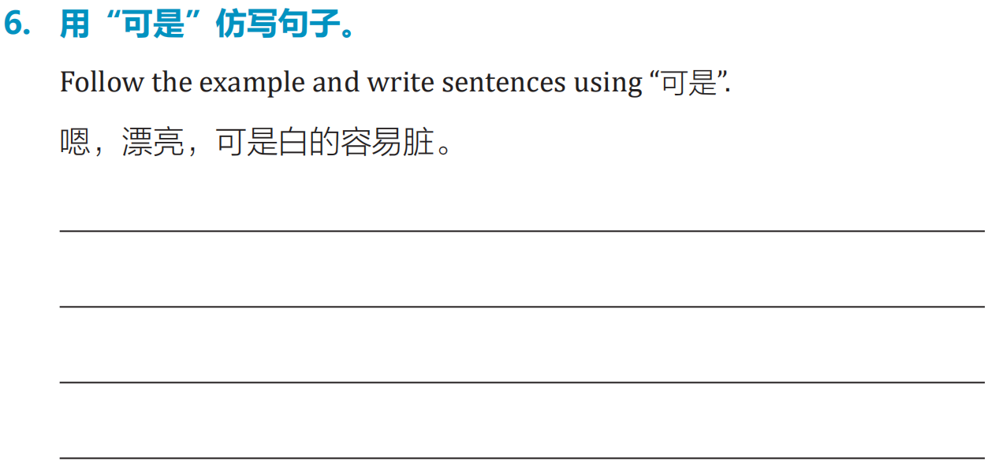 6. 用“可是”仿写句子。
Follow the example and write sentences using “可是”.
嗯，漂亮，可是白的容易脏。